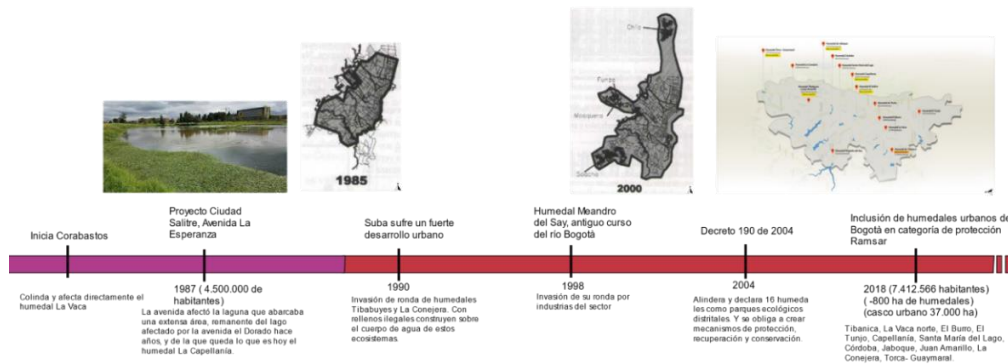 Chía
Funza
Mosquera
Soacha
1985
2000
Inicia Corabastos
Proyecto Ciudad
Salitre, Avenida La
Esperanza
Suba sufre un fuerte
desarrollo urbano
Humedal Meandro
del Say, antiguo curso
del río Bogotá
Decreto 190 de 2004
Inclusión de humedales urbanos de
Bogotá en categoría de protección
Ramsar
Colinda y afecta directamente el
humedal La Vaca
1987 ( 4.500.000 de
habitantes)
La avenida afectó la laguna que abarcaba
una extensa área, remanente del lago
afectado por la avenida el Dorado hace
años, y de la que queda lo que es hoy el
humedal La Capellanía.
1990
Invasión de ronda de humedales
Tibabuyes y La Conejera. Con
rellenos ilegales construyen sobre
el cuerpo de agua de estos
ecosistemas
1998
Invasión de su ronda por
industrias del sector
2004
Alindera y declara 16 humeda
les como parques ecológicos
distritales. Y se obliga a crear
mecanismos de protección,
recuperación y conservación.
2018 (7.412.566 habitantes)
( -800 ha de humedales)
(casco urbano 37.000 ha)
Tibanica, La Vaca norte, El Burro, El
Tunjo, Capellanía, Santa María del Lago,
Córdoba, Jaboque, Juan Amarillo, La
Conejera, Torca- Guaymaral.